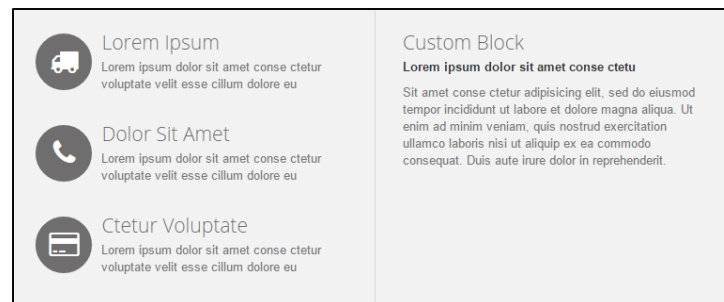 Lorem Ipsum
Lorem ipsum dolor sit amet conse ctetur
voluptate velit esse cillum dolore eu
Dolor Sit Amet
Lorem ipsum dolor sit amet conse ctetur
voluptate velit esse cillum dolore eu
Ctetur Voluptate
Lorem ipsum dolor sit amet conse ctetur
voluptate velit esse cillum dolore eu
Custom Block
Lorem ipsum dolor sit amet conse ctetu
Sit amet conse ctetur adipisicing elit, sed do eiusmod
tempor incididunt ut labore et dolore magna aliqua. Ut
enim ad minim veniam, quis nostrud exercitation
ullamco laboris nisi ut aliquip ex ea commodo
consequat. Duis aute irure dolor in reprehenderit.